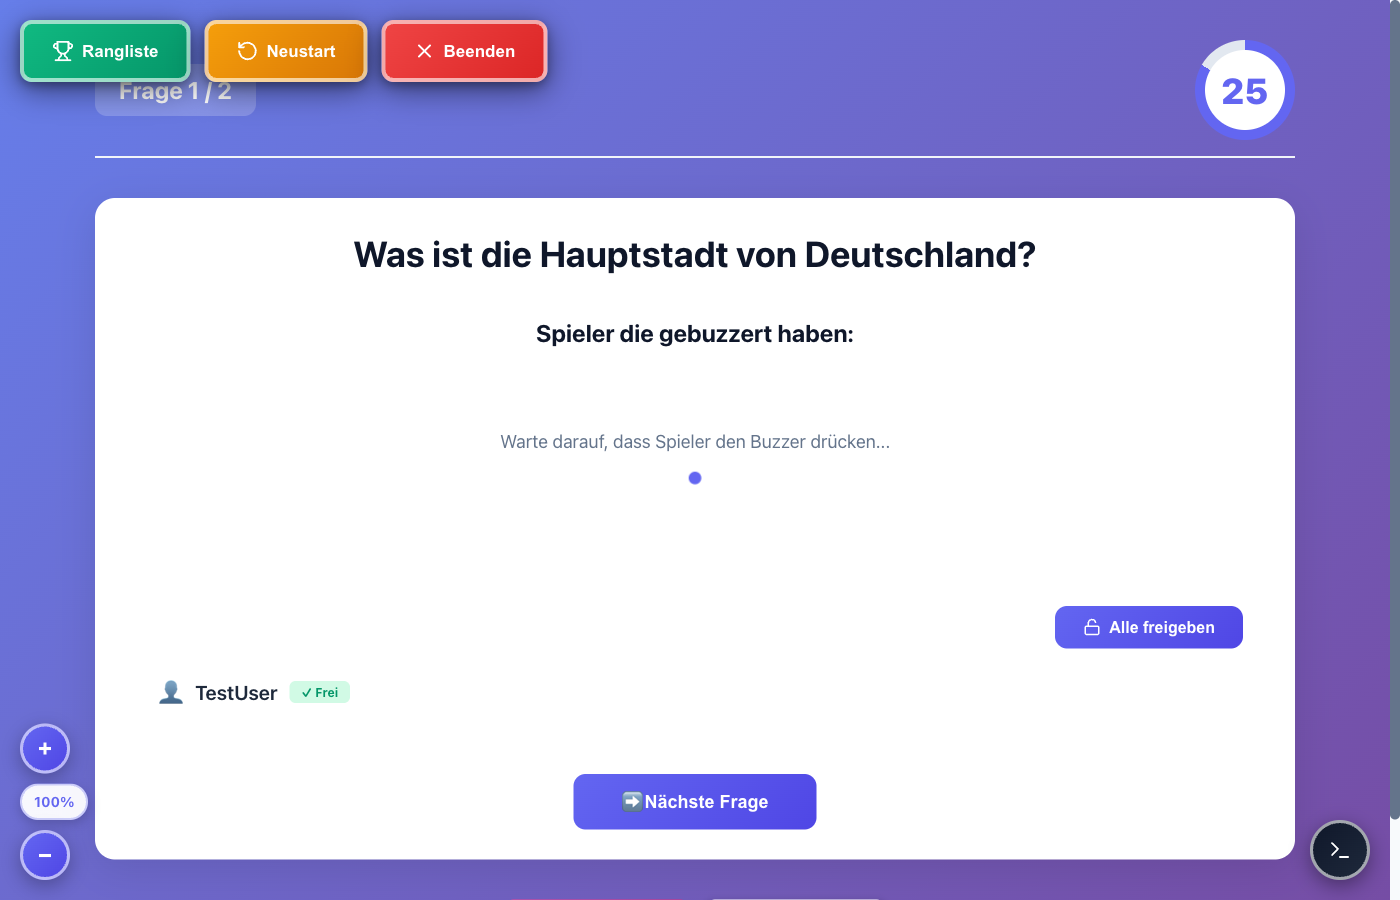 Rangliste
Neustart
Beenden
Frage 1 / 2
25
Was ist die Hauptstadt von Deutschland?
Spieler die gebuzzert haben:
Warte darauf, dass Spieler den Buzzer drücken...
Alle freigeben
TestUser ✓ Frei
+
100%
−
➡️Nächste Frage